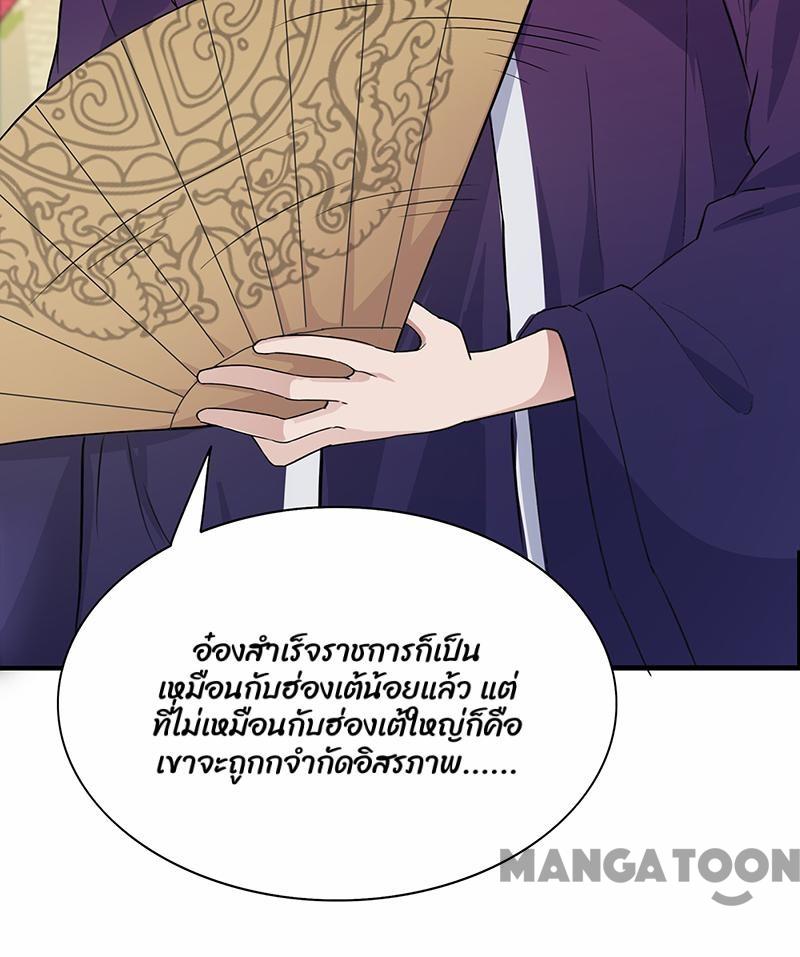 อ๋องสำเร็จราชการก็เป็น
เหมือนกับฮ่องเต้น้อยแล้ว แต่
ที่ไม่เหมือนกับฮ่องเต้ใหญ่ก็คือ
เขาจะถูกกจำกัดอิสรภาพ......
MANGATOON